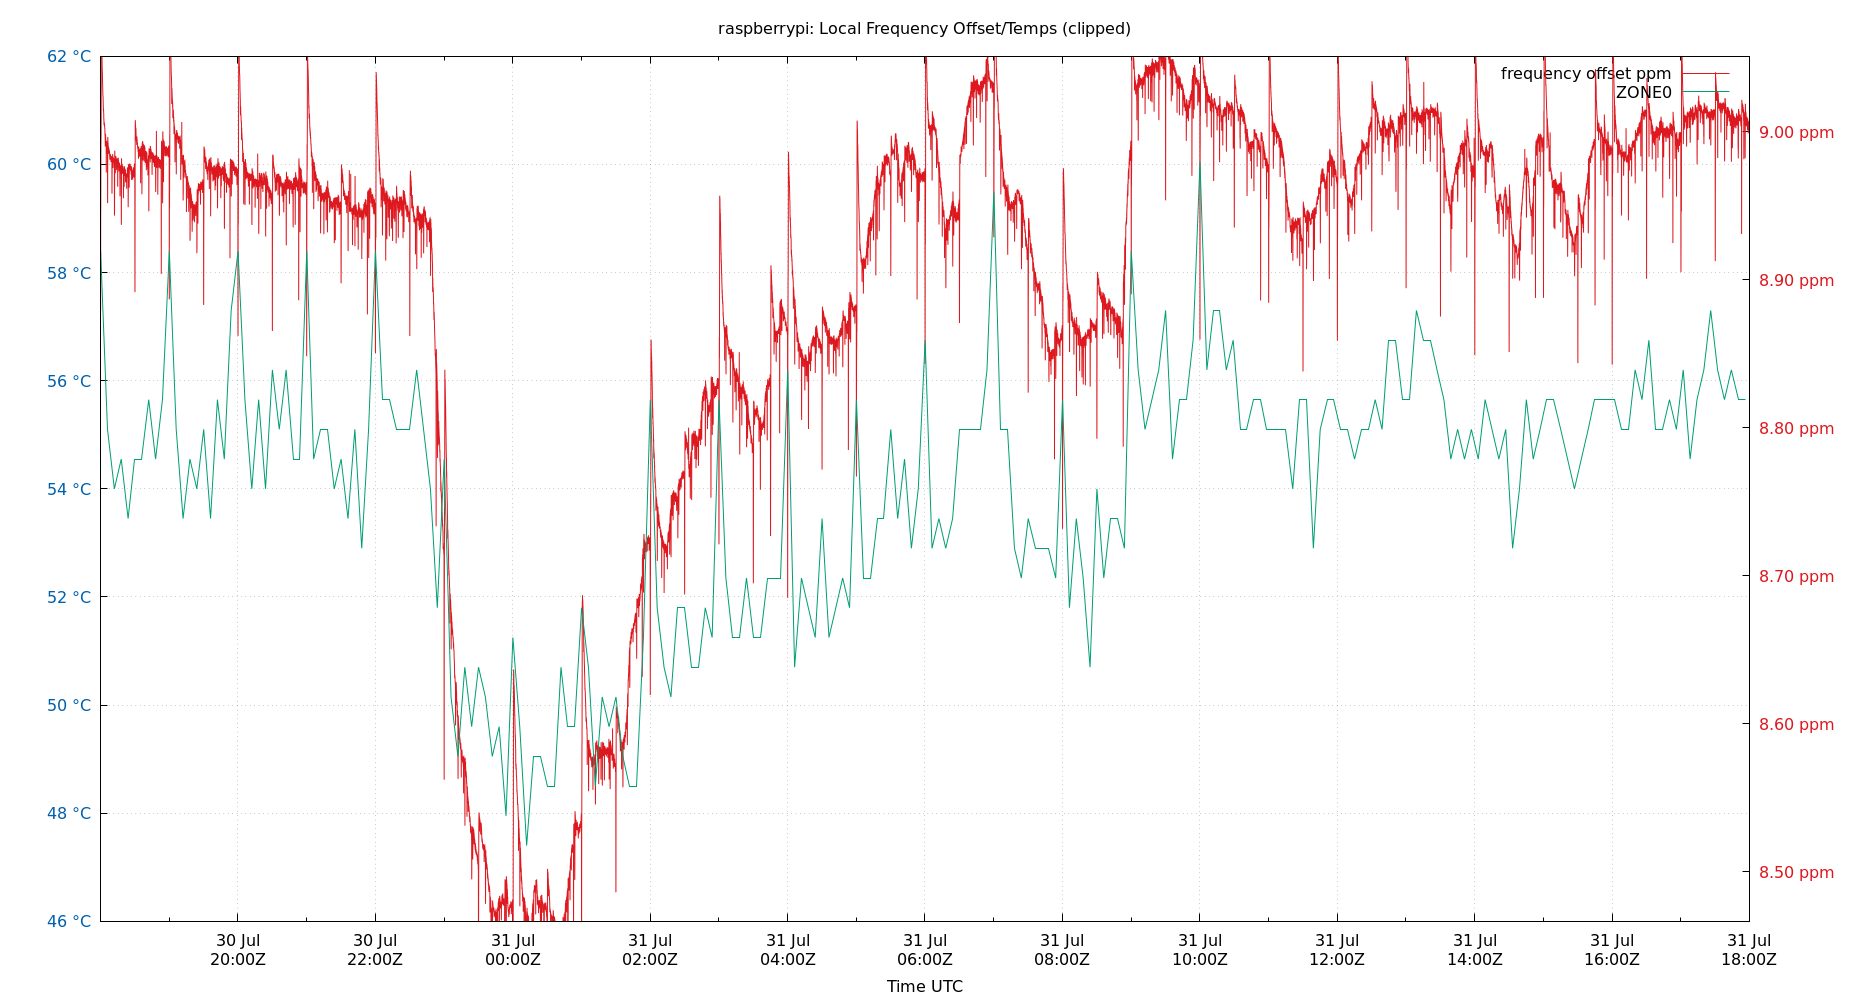 raspberrypi: Local Frequency Offset/Temps (clipped)
62 °C
60 °C
58 °C
56 °C
54 °C
52 °C
50 °C
48 °C
46 °C
frequency offset ppm
ZONE0
9.00 ppm
8.90 ppm
8.80 ppm
8.70 ppm
8.60 ppm
8.50 ppm
30 Jul
20:00Z
30 Jul
22:00Z
31 Jul
00:00Z
31 Jul
02:00Z
31 Jul
04:00Z
31 Jul
06:00Z
31 Jul
08:00Z
31 Jul
10:00Z
31 Jul
12:00Z
31 Jul
14:00Z
31 Jul
16:00Z
31 Jul
18:00Z
Time UTC